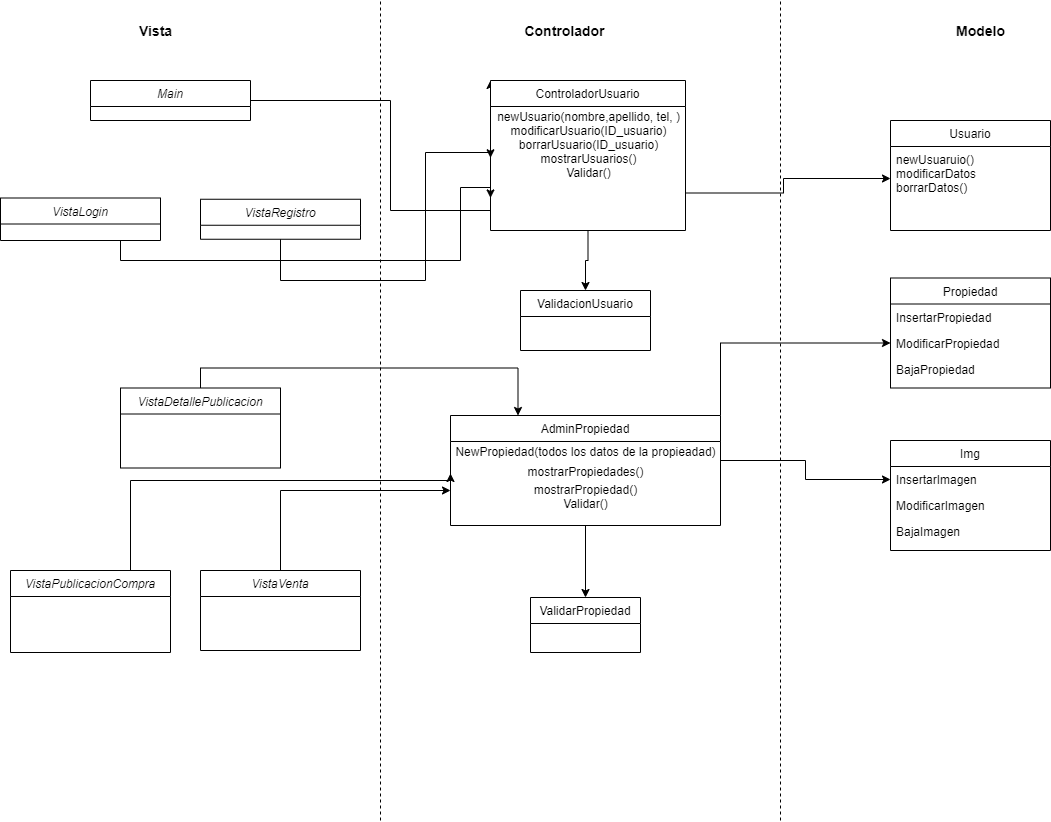 Vista
Controlador
Modelo
Main
ControladorUsuario
newUsuario(nombre,apellido, tel, )
modificarUsuario(ID_usuario)
borrarUsuario(ID_usuario)
mostrarUsuarios()
Validar()
Usuario
newUsuaruio()
modificarDatos
borrarDatos()
VistaLogin
VistaRegistro
ValidacionUsuario
Propiedad
InsertarPropiedad
ModificarPropiedad
BajaPropiedad
VistaDetallePublicacion
AdminPropiedad
NewPropiedad(todos los datos de la propieadad)
mostrarPropiedades()
mostrarPropiedad()
Validar()
Img
InsertarImagen
ModificarImagen
BajaImagen
VistaPublicacionCompra
VistaVenta
ValidarPropiedad